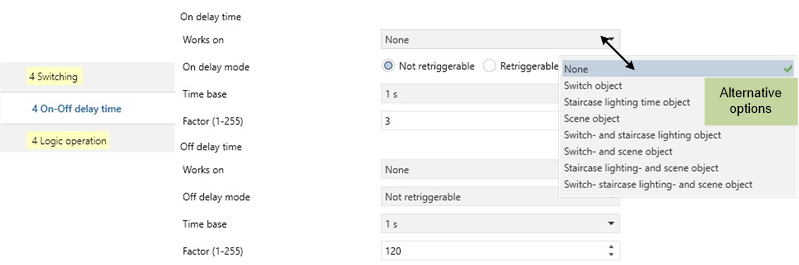 4 Switching
4 On-Off delay time
4 Logic operation
On delay time
Works on None
On delay mode Not retriggerable Retriggerable
Time base 1 s
Factor (1-255) 3
Off delay time
Works on None
Off delay mode Not retriggerable
Time base 1 s
Factor (1-255) 120
None
Switch object
Staircase lighting time object
Scene object
Switch- and staircase lighting object
Switch- and scene object
Staircase lighting- and scene object
Switch- staircase lighting- and scene object
Alternative
options